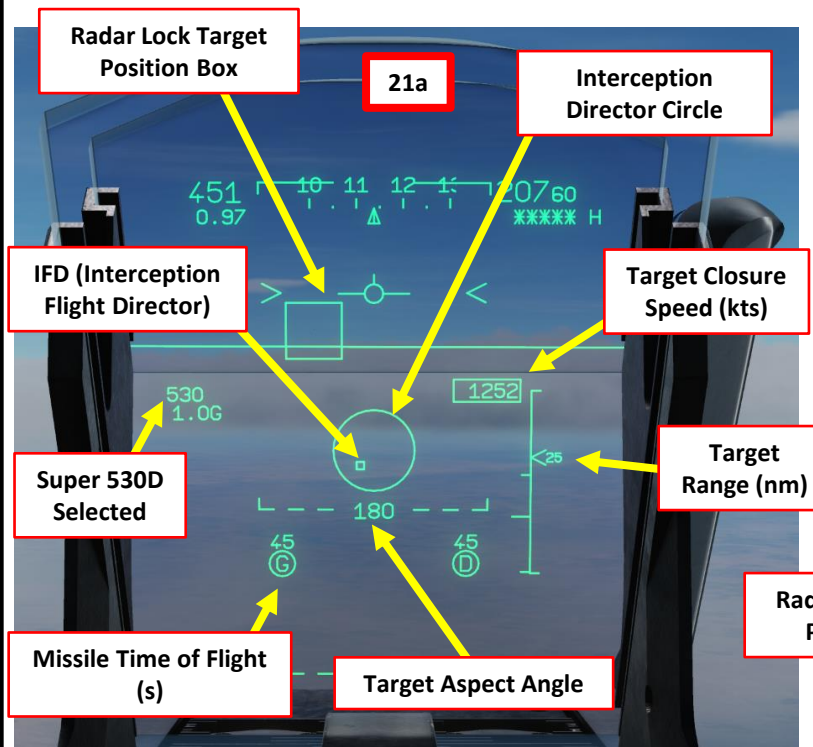 Radar Lock Target
Position Box
21a
Interception
Director Circle
451
10 11 12
20760
0.97
***** H
IFD (Interception
Flight Director)
Target Closure
Speed (kts)
530
1.0G
1252
Super 530D
Selected
25
Target
Range (nm)
180
45
G
45
D
Missile Time of Flight
(s)
Target Aspect Angle